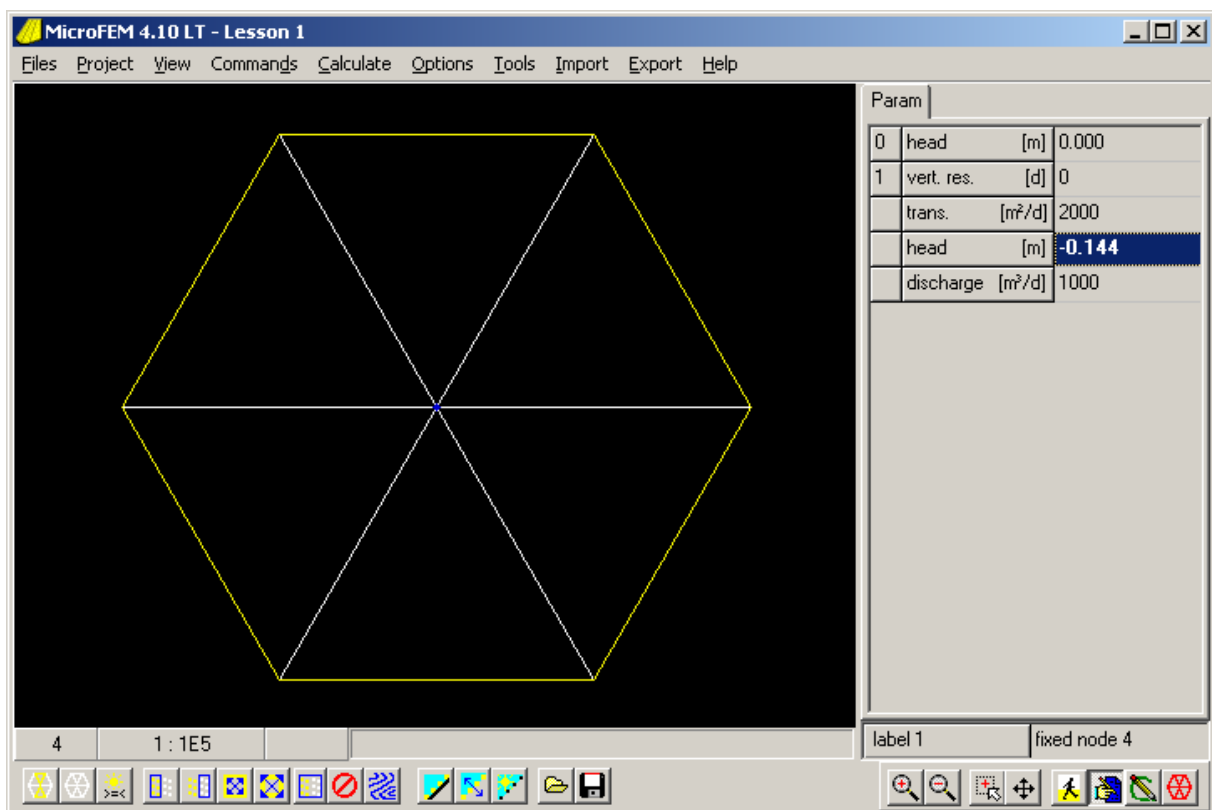 MicroFEM 4.10 LT - Lesson 1
Files Project View Commands Calculate Options Tools Import Export Help
Param
0 head [m] 0.000
1 vert. res. [d] 0
trans. [m²/d] 2000
head [m] -0.144
discharge [m³/d] 1000
4 1 : 1E5 label 1 fixed node 4
>=<